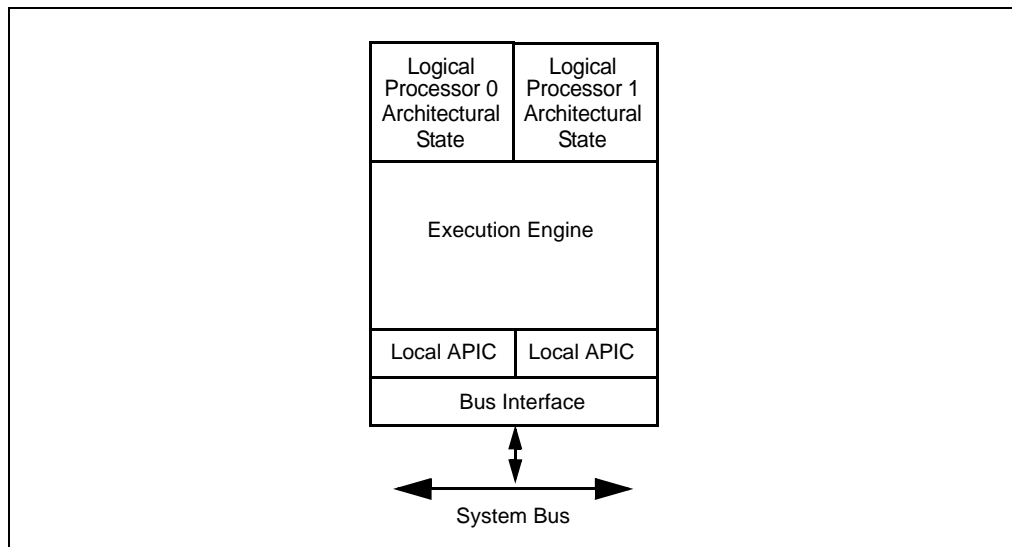 Logical
Processor 0
Architectural
State
Logical
Processor 1
Architectural
State
Execution Engine
Local APIC
Local APIC
Bus Interface
System Bus